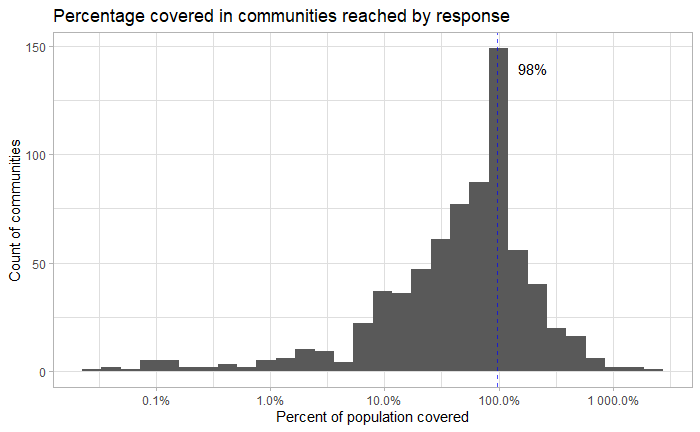 Percentage covered in communities reached by response
150
98%
100
50
0
Count of communities
0.1% 1.0% 10.0% 100.0% 1 000.0%
Percent of population covered